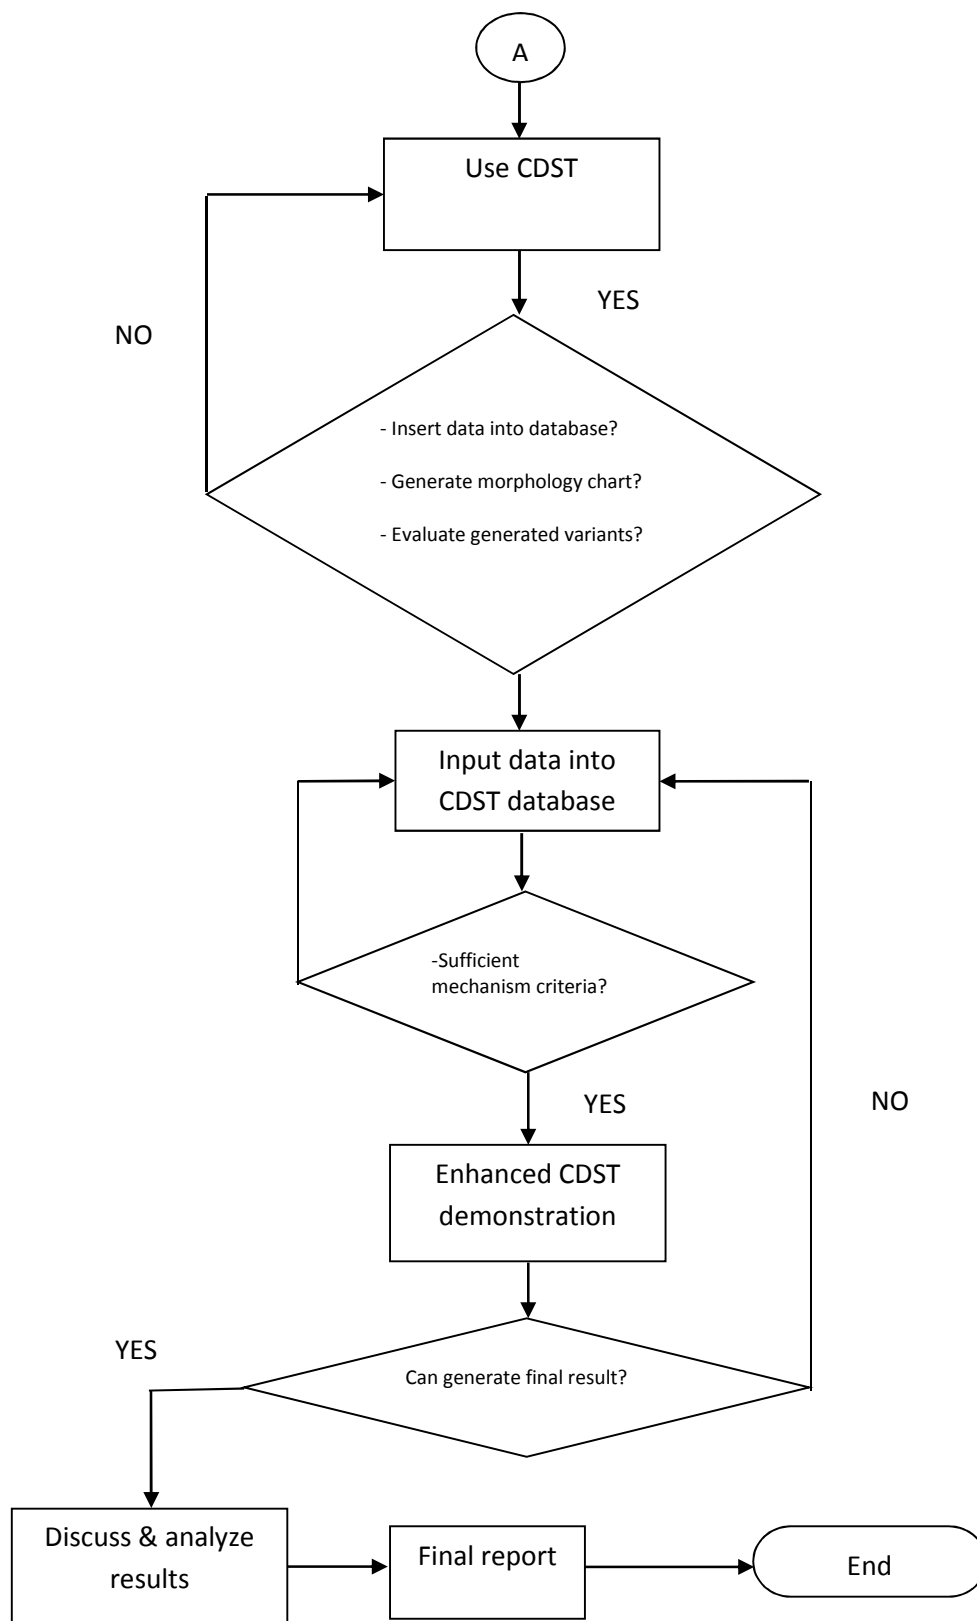 A
Use CDST
YES
NO
- Insert data into database?
- Generate morphology chart?
- Evaluate generated variants?
Input data into
CDST database
-Sufficient
mechanism criteria?
YES
NO
Enhanced CDST
demonstration
YES
Can generate final result?
Discuss & analyze
results
Final report
End